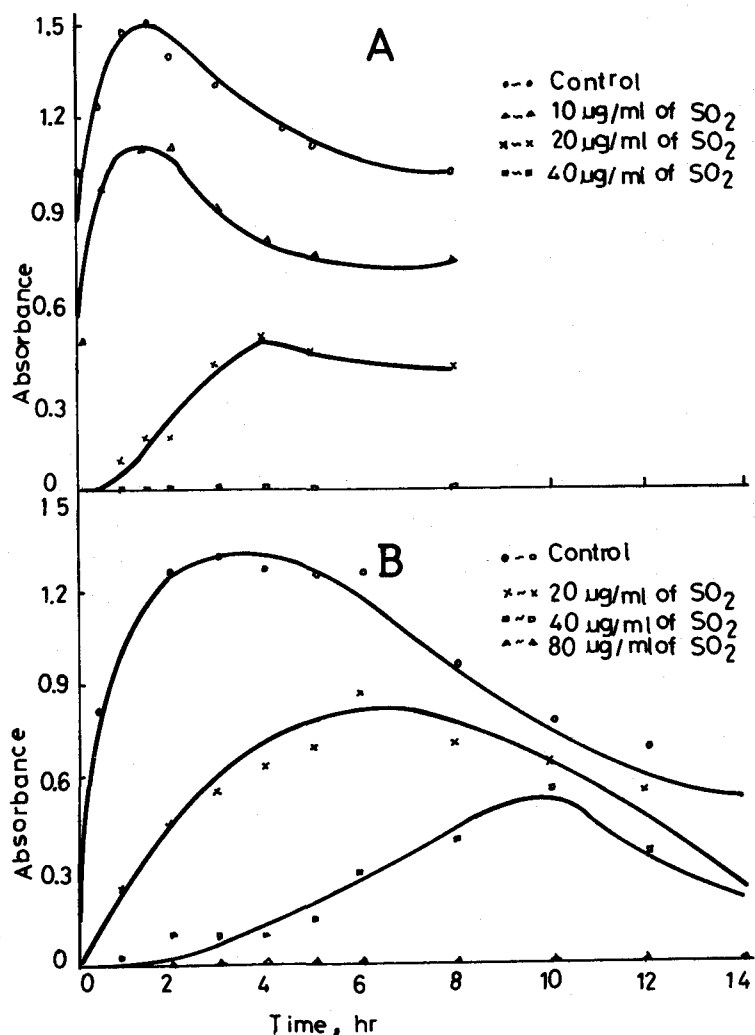 A
1.5
1.2
0.9
0.6
0.3
0
Absorbance
o~o Control
▲~▲ 10 µg/ml of SO2
x~x 20 µg/ml of SO2
■~■ 40 µg/ml of SO2
B
1 5
1.2
0.9
0.6
0.3
0
Absorbance
o~o Control
x~x 20 µg/ml of SO2
■~■ 40 µg/ml of SO2
▲~▲ 80 µg/ml of SO2
0 2 4 6 8 10 12 14
Time, hr